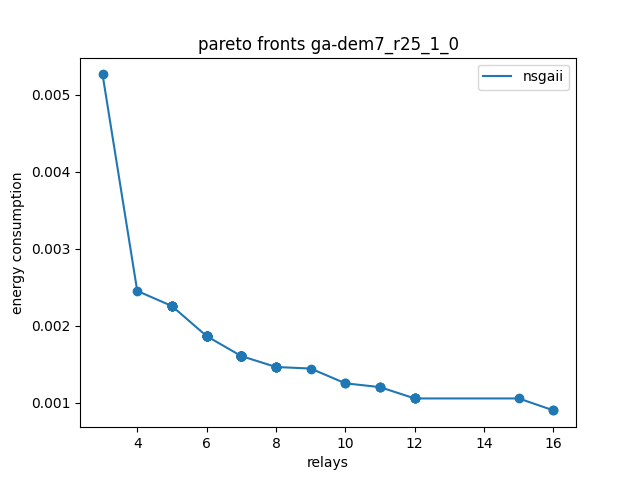 pareto fronts ga-dem7_r25_1_0
nsgaii
0.005
0.004
0.003
0.002
0.001
energy consumption
4 6 8 10 12 14 16
relays